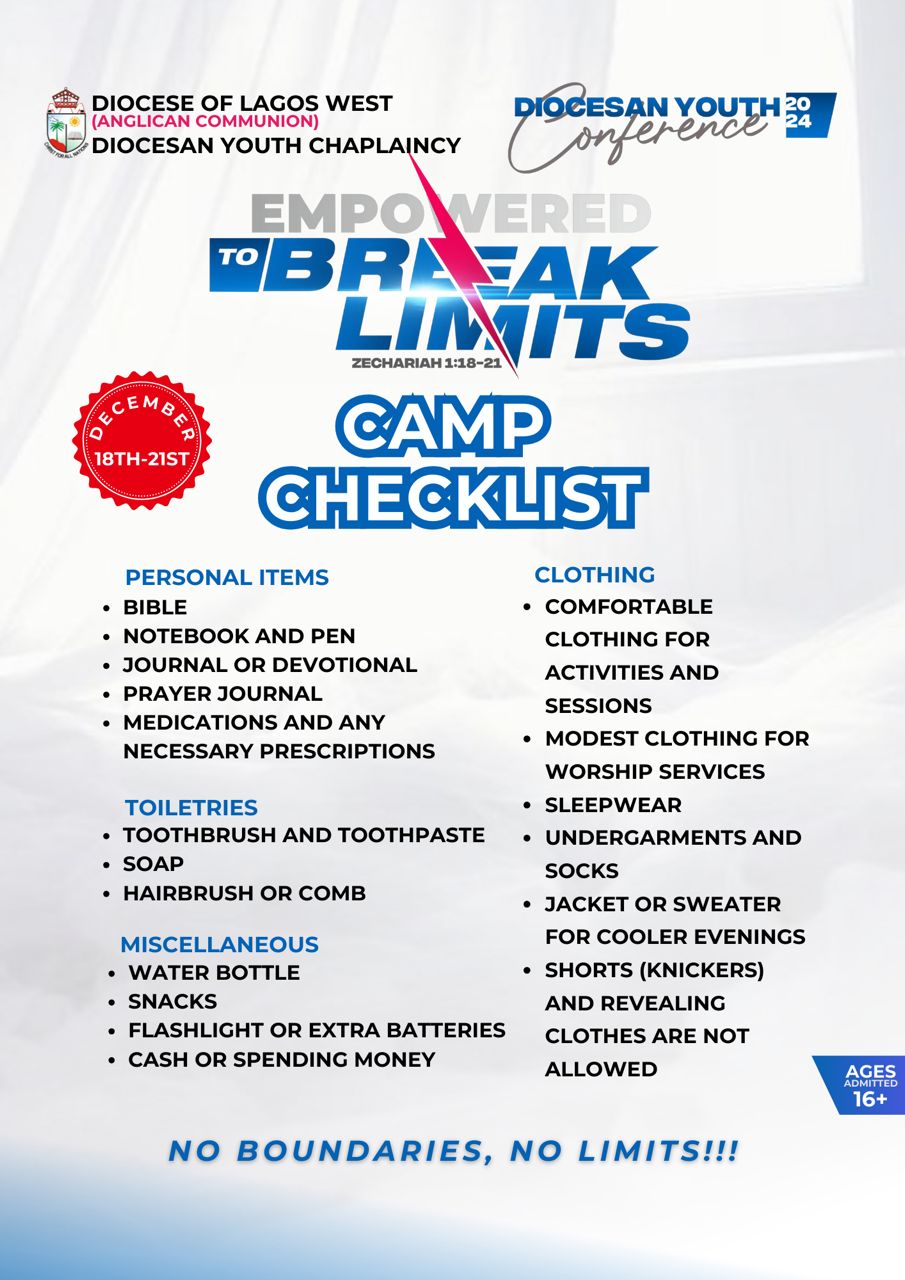 DIOCESE OF LAGOS WEST
(ANGLICAN COMMUNION)
DIOCESAN YOUTH CHAPLAINCY
CHRIST FOR ALL NATIONS
DIOCESAN YOUTH
Conference
20
24
EMPOWERED
TO BREAK
LIMITS
ZECHARIAH 1:18-21
DECEMBER
18TH-21ST
CAMP
CHECKLIST
PERSONAL ITEMS
• BIBLE
• NOTEBOOK AND PEN
• JOURNAL OR DEVOTIONAL
• PRAYER JOURNAL
• MEDICATIONS AND ANY
NECESSARY PRESCRIPTIONS
TOILETRIES
• TOOTHBRUSH AND TOOTHPASTE
• SOAP
• HAIRBRUSH OR COMB
MISCELLANEOUS
• WATER BOTTLE
• SNACKS
• FLASHLIGHT OR EXTRA BATTERIES
• CASH OR SPENDING MONEY
CLOTHING
• COMFORTABLE
CLOTHING FOR
ACTIVITIES AND
SESSIONS
• MODEST CLOTHING FOR
WORSHIP SERVICES
• SLEEPWEAR
• UNDERGARMENTS AND
SOCKS
• JACKET OR SWEATER
FOR COOLER EVENINGS
• SHORTS (KNICKERS)
AND REVEALING
CLOTHES ARE NOT
ALLOWED
AGES
ADMITTED
16+
NO BOUNDARIES, NO LIMITS!!!